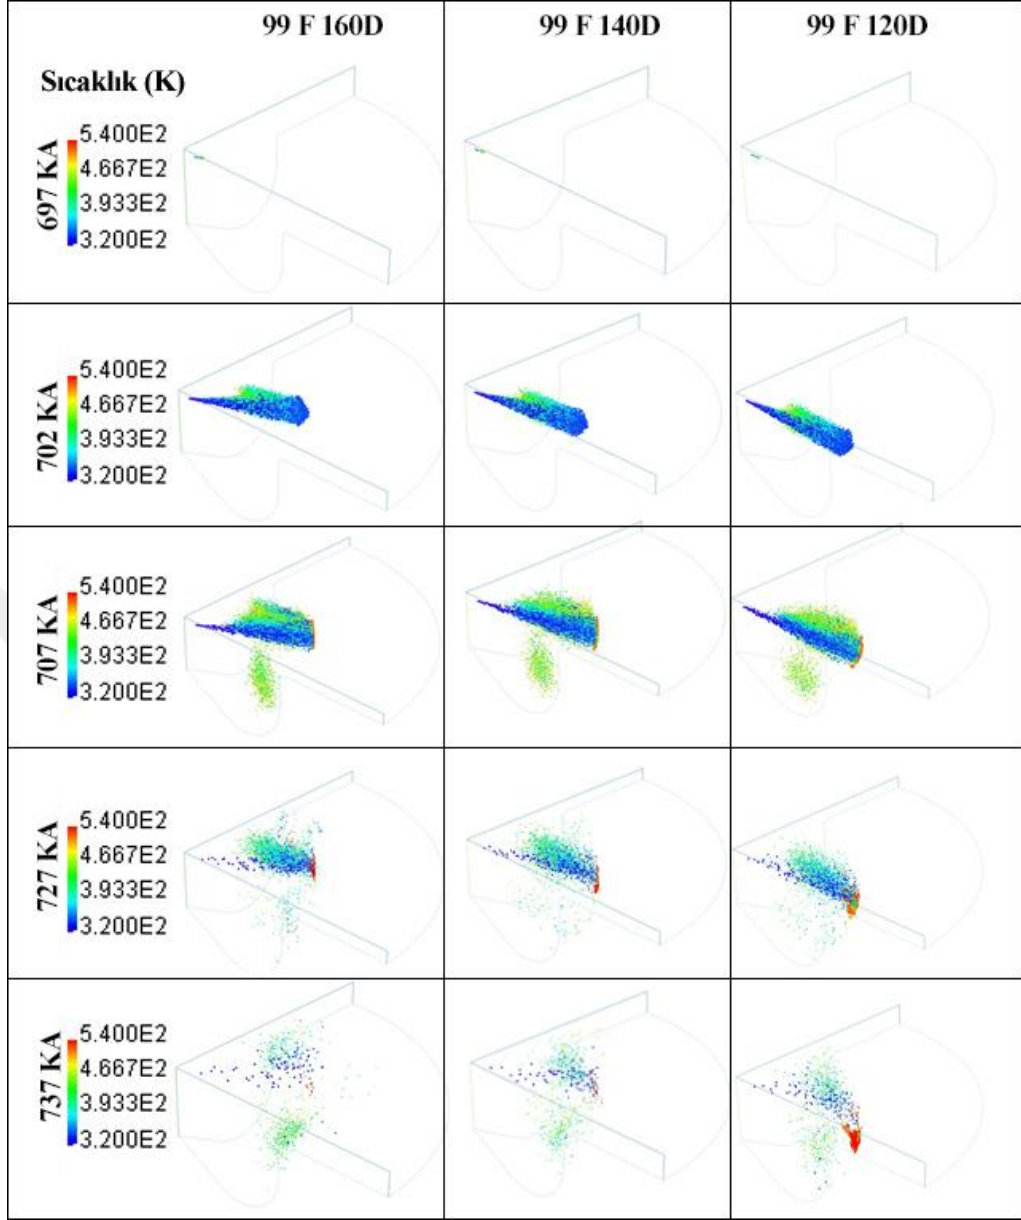 99 F 160D
99 F 140D
99 F 120D
Sıcaklık (K)
697 KA
5.400E2
4.667E2
3.933E2
3.200E2
702 KA
5.400E2
4.667E2
3.933E2
3.200E2
707 KA
5.400E2
4.667E2
3.933E2
3.200E2
727 KA
5.400E2
4.667E2
3.933E2
3.200E2
737 KA
5.400E2
4.667E2
3.933E2
3.200E2